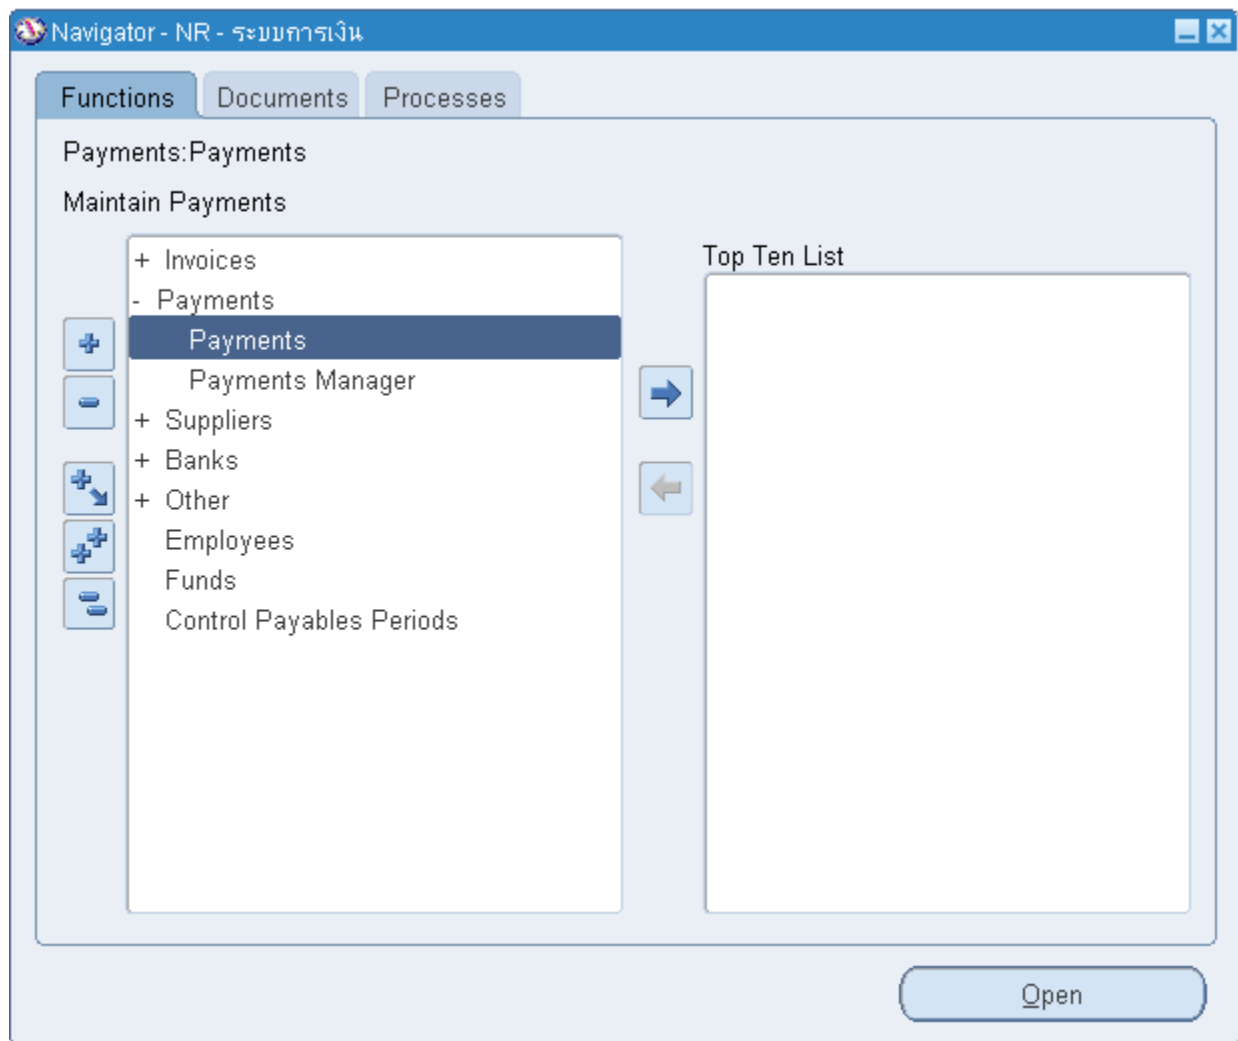 Navigator - NR - ระบบการเงิน
Functions Documents Processes
Payments:Payments
Maintain Payments
+ Invoices
- Payments
Payments
Payments Manager
+ Suppliers
+ Banks
+ Other
Employees
Funds
Control Payables Periods
Top Ten List
Open